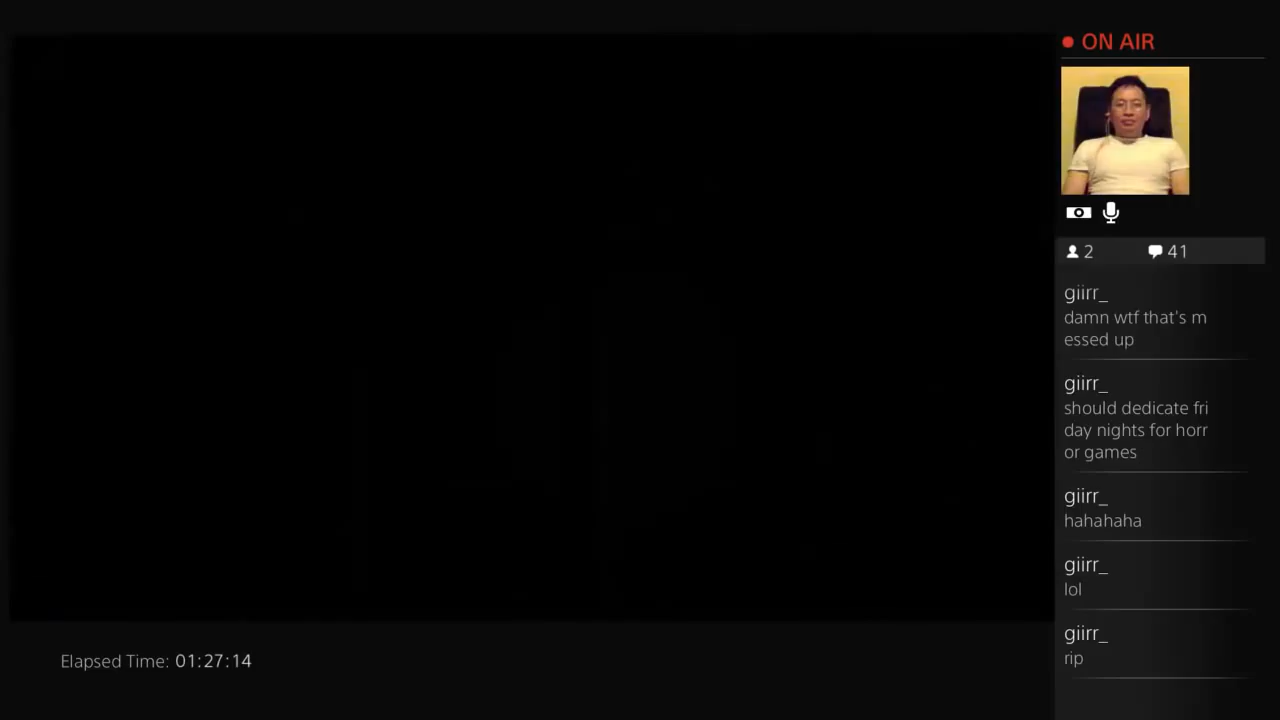 ON AIR
2 41
giirr_
damn wtf that's m
essed up
giirr_
should dedicate fri
day nights for horr
or games
giirr_
hahahaha
giirr_
lol
giirr_
rip
Elapsed Time: 01:27:14